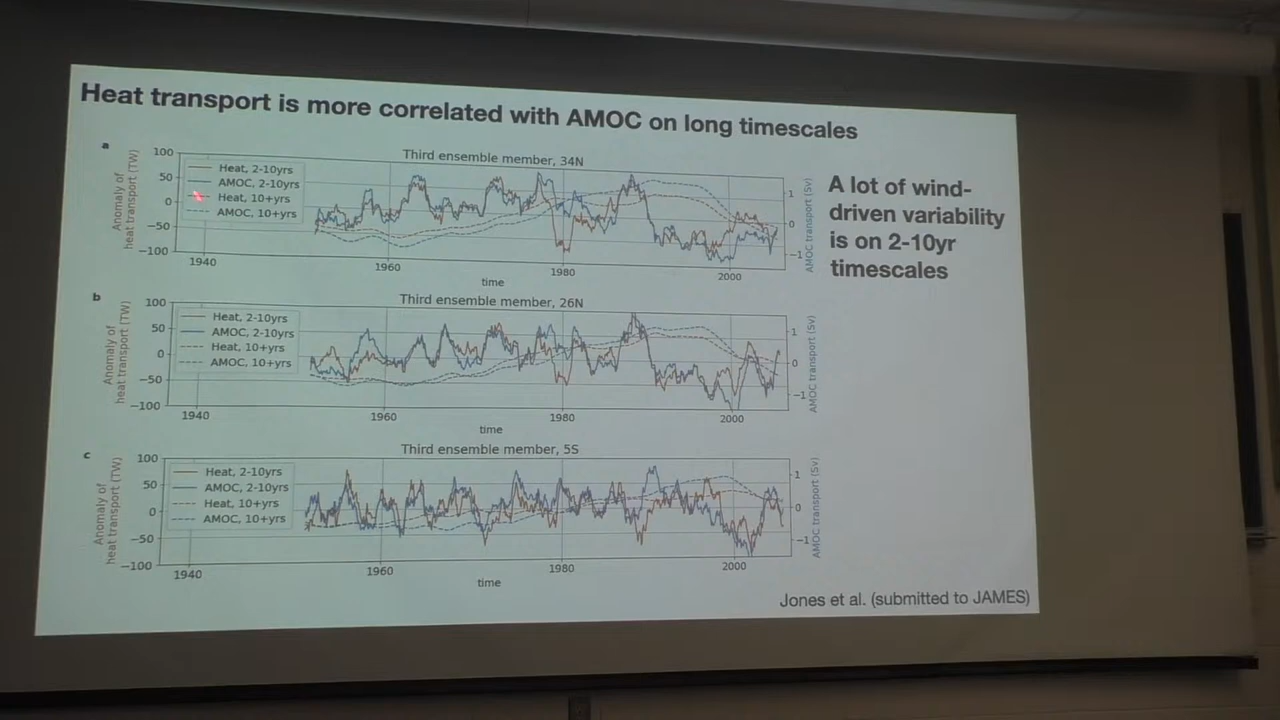 Heat transport is more correlated with AMOC on long timescales
a
Third ensemble member, 34N
Anomaly of
heat transport (TW)
100
50
0
−50
−100
Heat, 2-10yrs
AMOC, 2-10yrs
Heat, 10+yrs
AMOC, 10+yrs
1
0
−1
AMOC transport (Sv)
1940
1960
1980
2000
time
b
Third ensemble member, 26N
Anomaly of
heat transport (TW)
100
50
0
−50
−100
Heat, 2-10yrs
AMOC, 2-10yrs
Heat, 10+yrs
AMOC, 10+yrs
1
0
−1
AMOC transport (Sv)
1940
1960
1980
2000
time
c
Third ensemble member, 5S
Anomaly of
heat transport (TW)
100
50
0
−50
−100
Heat, 2-10yrs
AMOC, 2-10yrs
Heat, 10+yrs
AMOC, 10+yrs
1
0
−1
AMOC transport (Sv)
1940
1960
1980
2000
time
A lot of wind-
driven variability
is on 2-10yr
timescales
Jones et al. (submitted to JAMES)